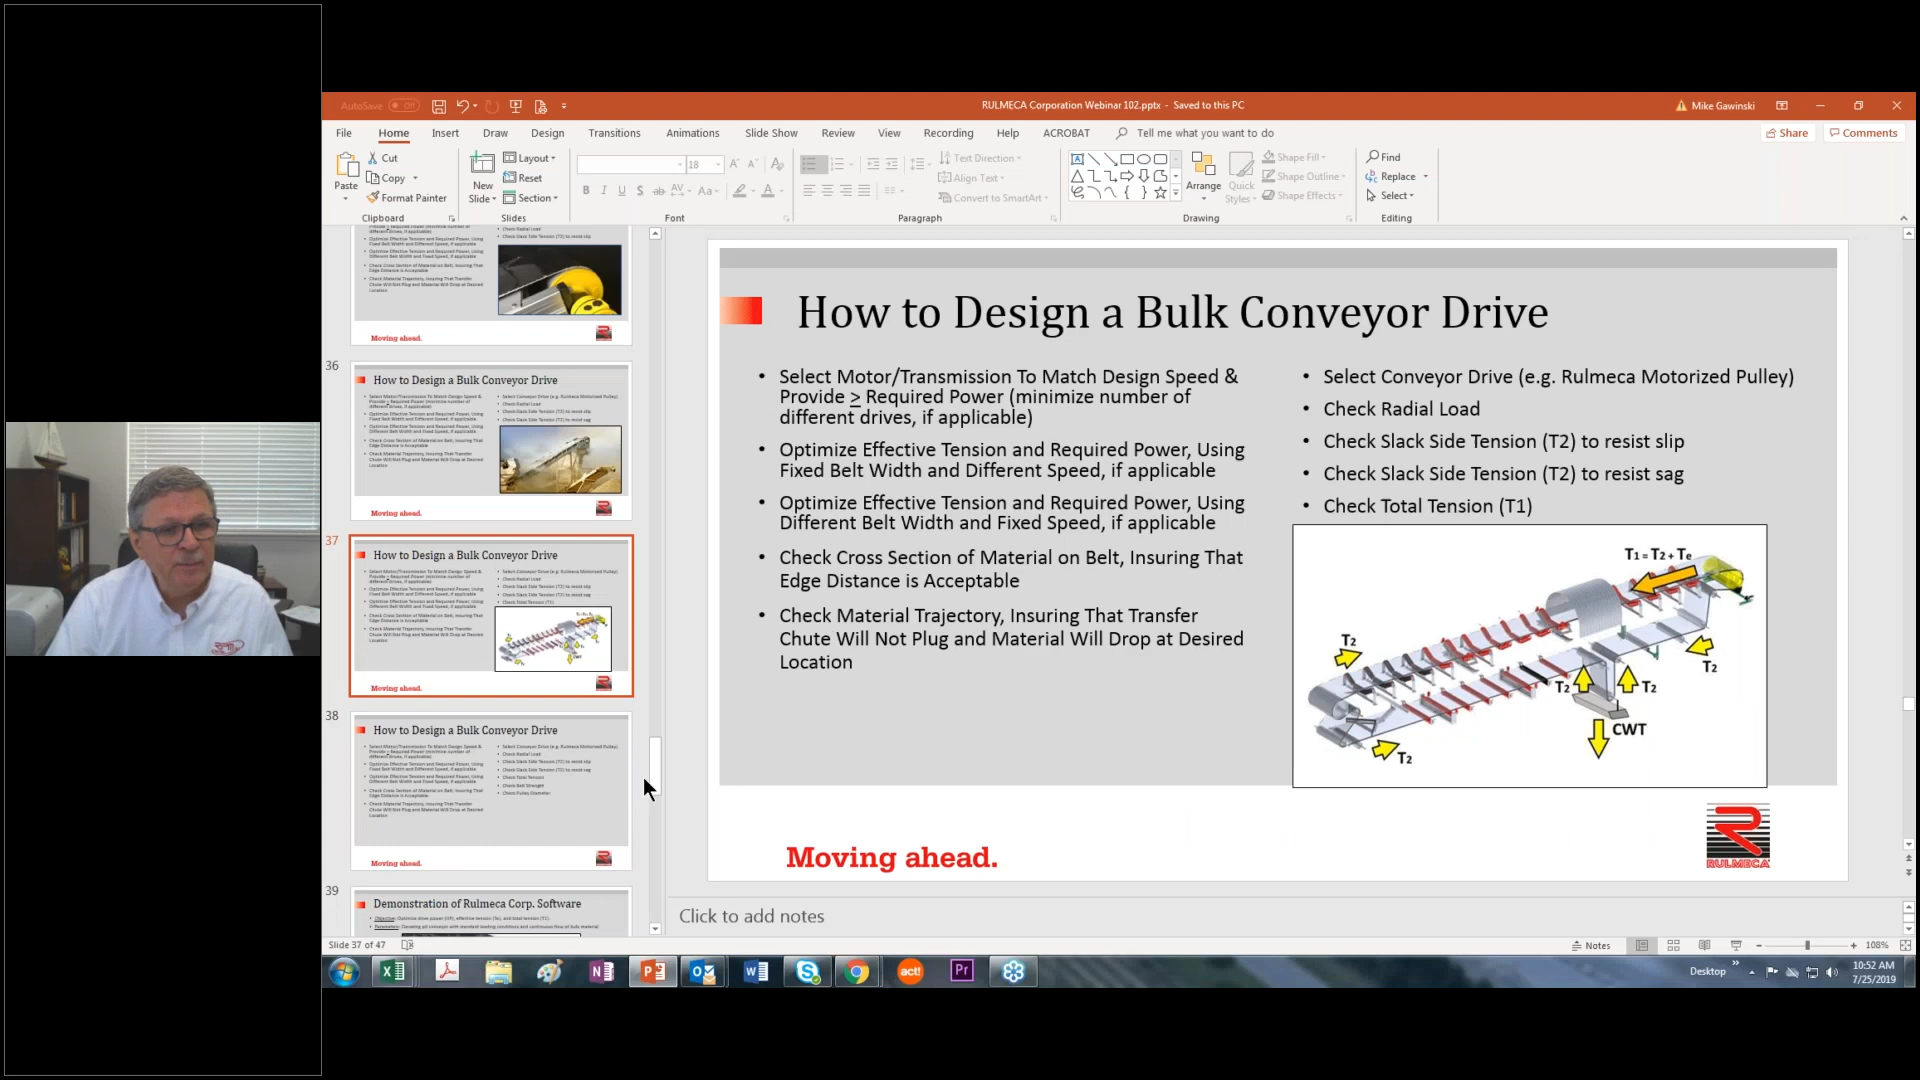 AutoSave Off
RULMECA Corporation Webinar 102.pptx - Saved to this PC
Mike Gawinski
File Home Insert Draw Design Transitions Animations Slide Show Review View Recording Help ACROBAT Tell me what you want to do
Share Comments
Paste
Cut
Copy
Format Painter
Clipboard
New Slide
Layout
Reset
Section
Slides
18
Font
Text Direction
Align Text
Convert to SmartArt
Paragraph
Arrange
Quick Styles
Shape Fill
Shape Outline
Shape Effects
Drawing
Find
Replace
Select
Editing
Moving ahead.
36
How to Design a Bulk Conveyor Drive
Moving ahead.
37
How to Design a Bulk Conveyor Drive
Moving ahead.
38
How to Design a Bulk Conveyor Drive
Moving ahead.
39
Demonstration of Rulmeca Corp. Software
How to Design a Bulk Conveyor Drive
• Select Motor/Transmission To Match Design Speed &
Provide > Required Power (minimize number of
different drives, if applicable)
• Optimize Effective Tension and Required Power, Using
Fixed Belt Width and Different Speed, if applicable
• Optimize Effective Tension and Required Power, Using
Different Belt Width and Fixed Speed, if applicable
• Check Cross Section of Material on Belt, Insuring That
Edge Distance is Acceptable
• Check Material Trajectory, Insuring That Transfer
Chute Will Not Plug and Material Will Drop at Desired
Location
• Select Conveyor Drive (e.g. Rulmeca Motorized Pulley)
• Check Radial Load
• Check Slack Side Tension (T2) to resist slip
• Check Slack Side Tension (T2) to resist sag
• Check Total Tension (T1)
T1 = T2 + Te
T2
T2
T2
T2
CWT
T2
Moving ahead.
RULMECA
Click to add notes
Slide 37 of 47
Notes
108%
Desktop
10:52 AM
7/25/2019